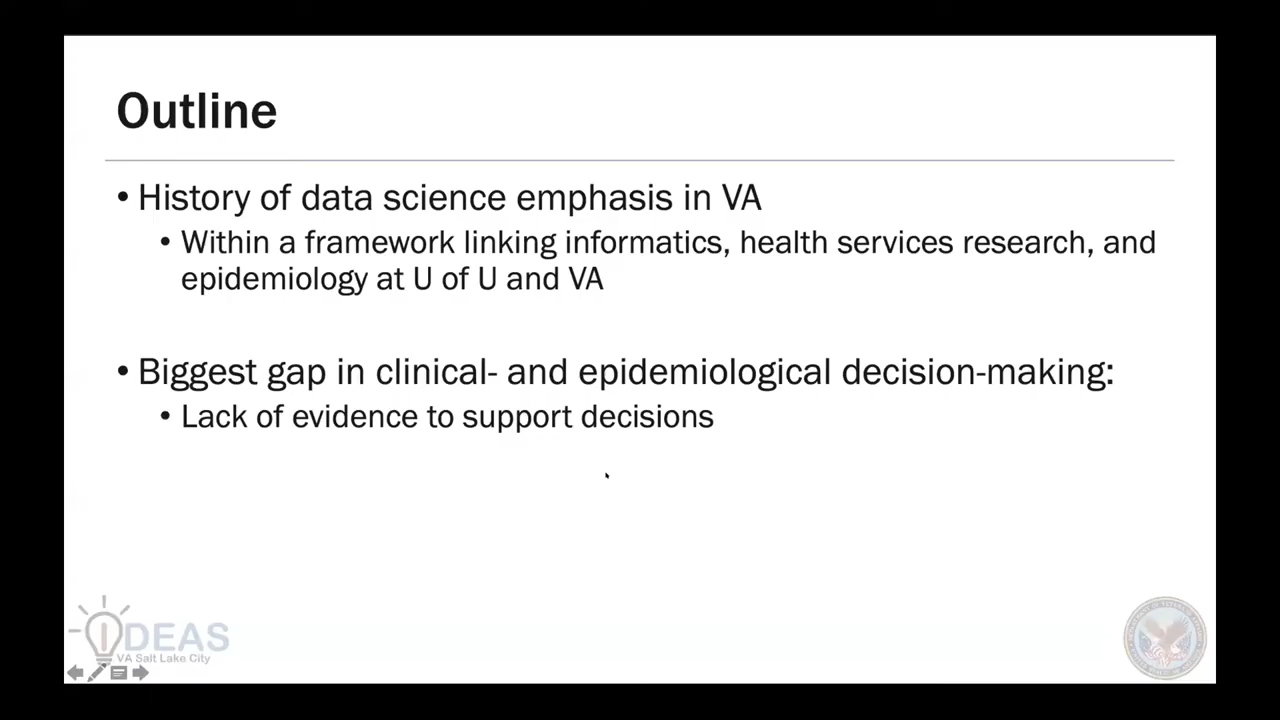 Outline
• History of data science emphasis in VA
• Within a framework linking informatics, health services research, and
epidemiology at U of U and VA
• Biggest gap in clinical- and epidemiological decision-making:
• Lack of evidence to support decisions
IDEAS
VA Salt Lake City